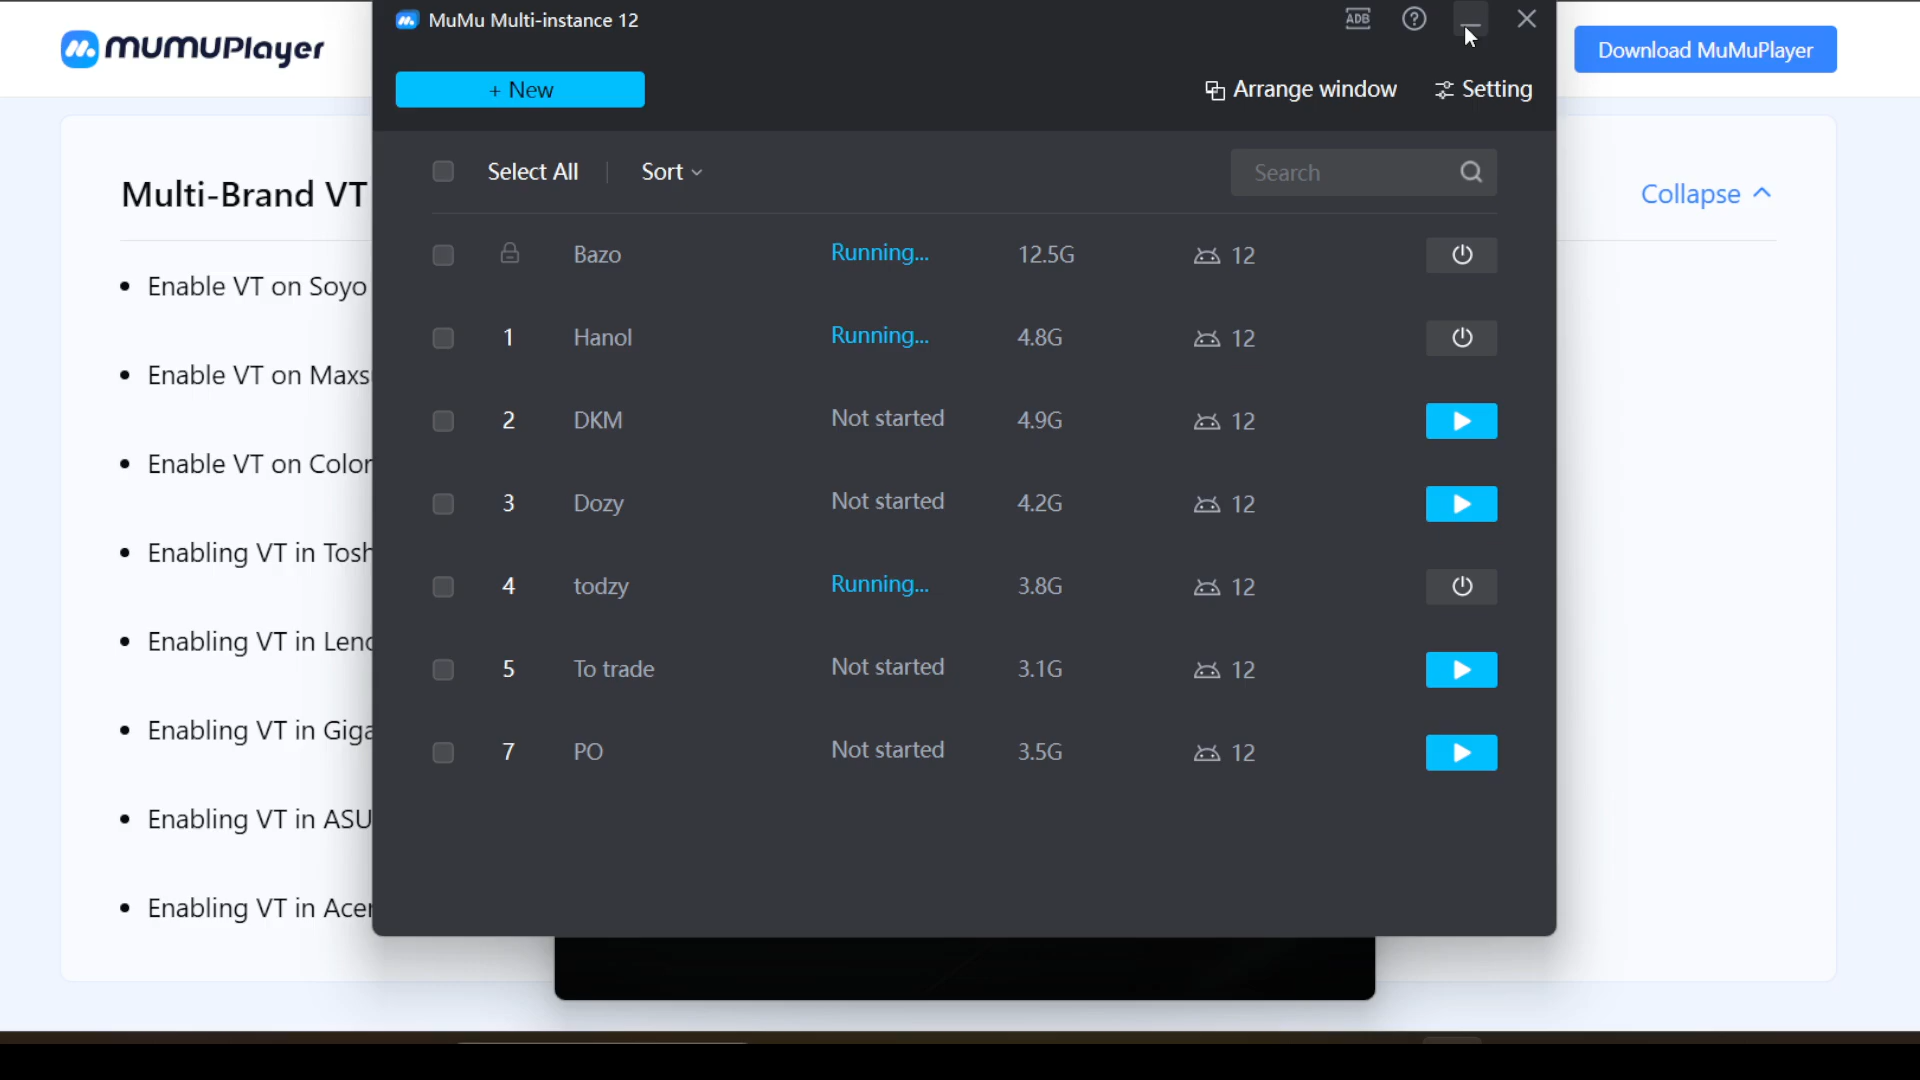 mumuPlayer
MuMu Multi-instance 12
ADB
Download MuMuPlayer
+ New
Arrange window
Setting
Select All
Sort
Search
Multi-Brand VT
Collapse
Bazo Running... 12.5G 12
Enable VT on Soyo
1 Hanol Running... 4.8G 12
Enable VT on Maxs
2 DKM Not started 4.9G 12
Enable VT on Color
3 Dozy Not started 4.2G 12
Enabling VT in Tosh
4 todzy Running... 3.8G 12
Enabling VT in Leno
5 To trade Not started 3.1G 12
Enabling VT in Giga
7 PO Not started 3.5G 12
Enabling VT in ASU
Enabling VT in Acer